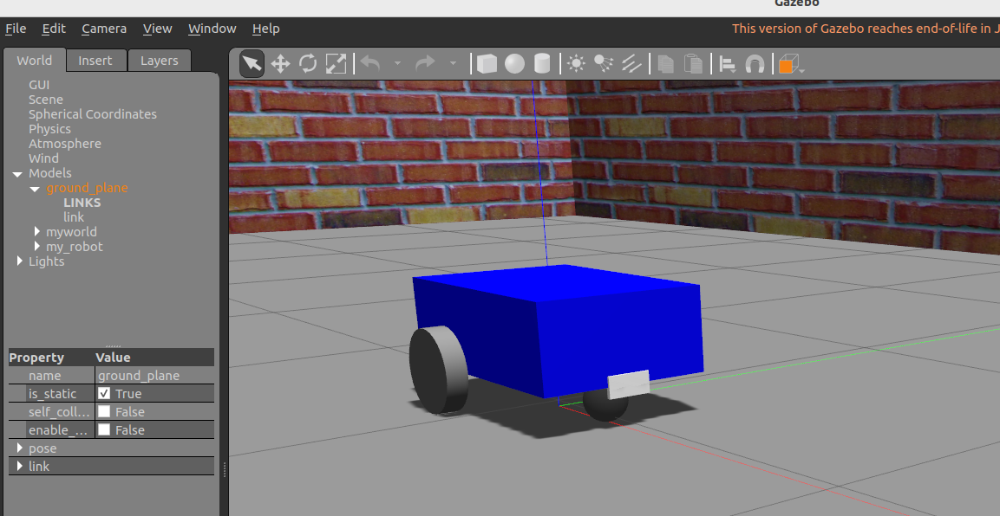 Gazebo
File Edit Camera View Window Help
This version of Gazebo reaches end-of-life in J
World Insert Layers
GUI
Scene
Spherical Coordinates
Physics
Atmosphere
Wind
Models
ground_plane
LINKS
link
myworld
my_robot
Lights
Property Value
name ground_plane
is_static True
self_coll... False
enable_... False
pose
link